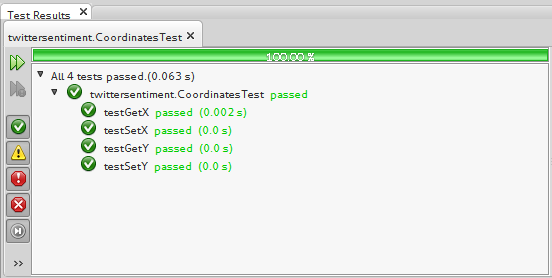 Test Results
twittersentiment.CoordinatesTest
100.00 %
All 4 tests passed.(0.063 s)
twittersentiment.CoordinatesTest passed
testGetX passed (0.002 s)
testSetX passed (0.0 s)
testGetY passed (0.0 s)
testSetY passed (0.0 s)
>>